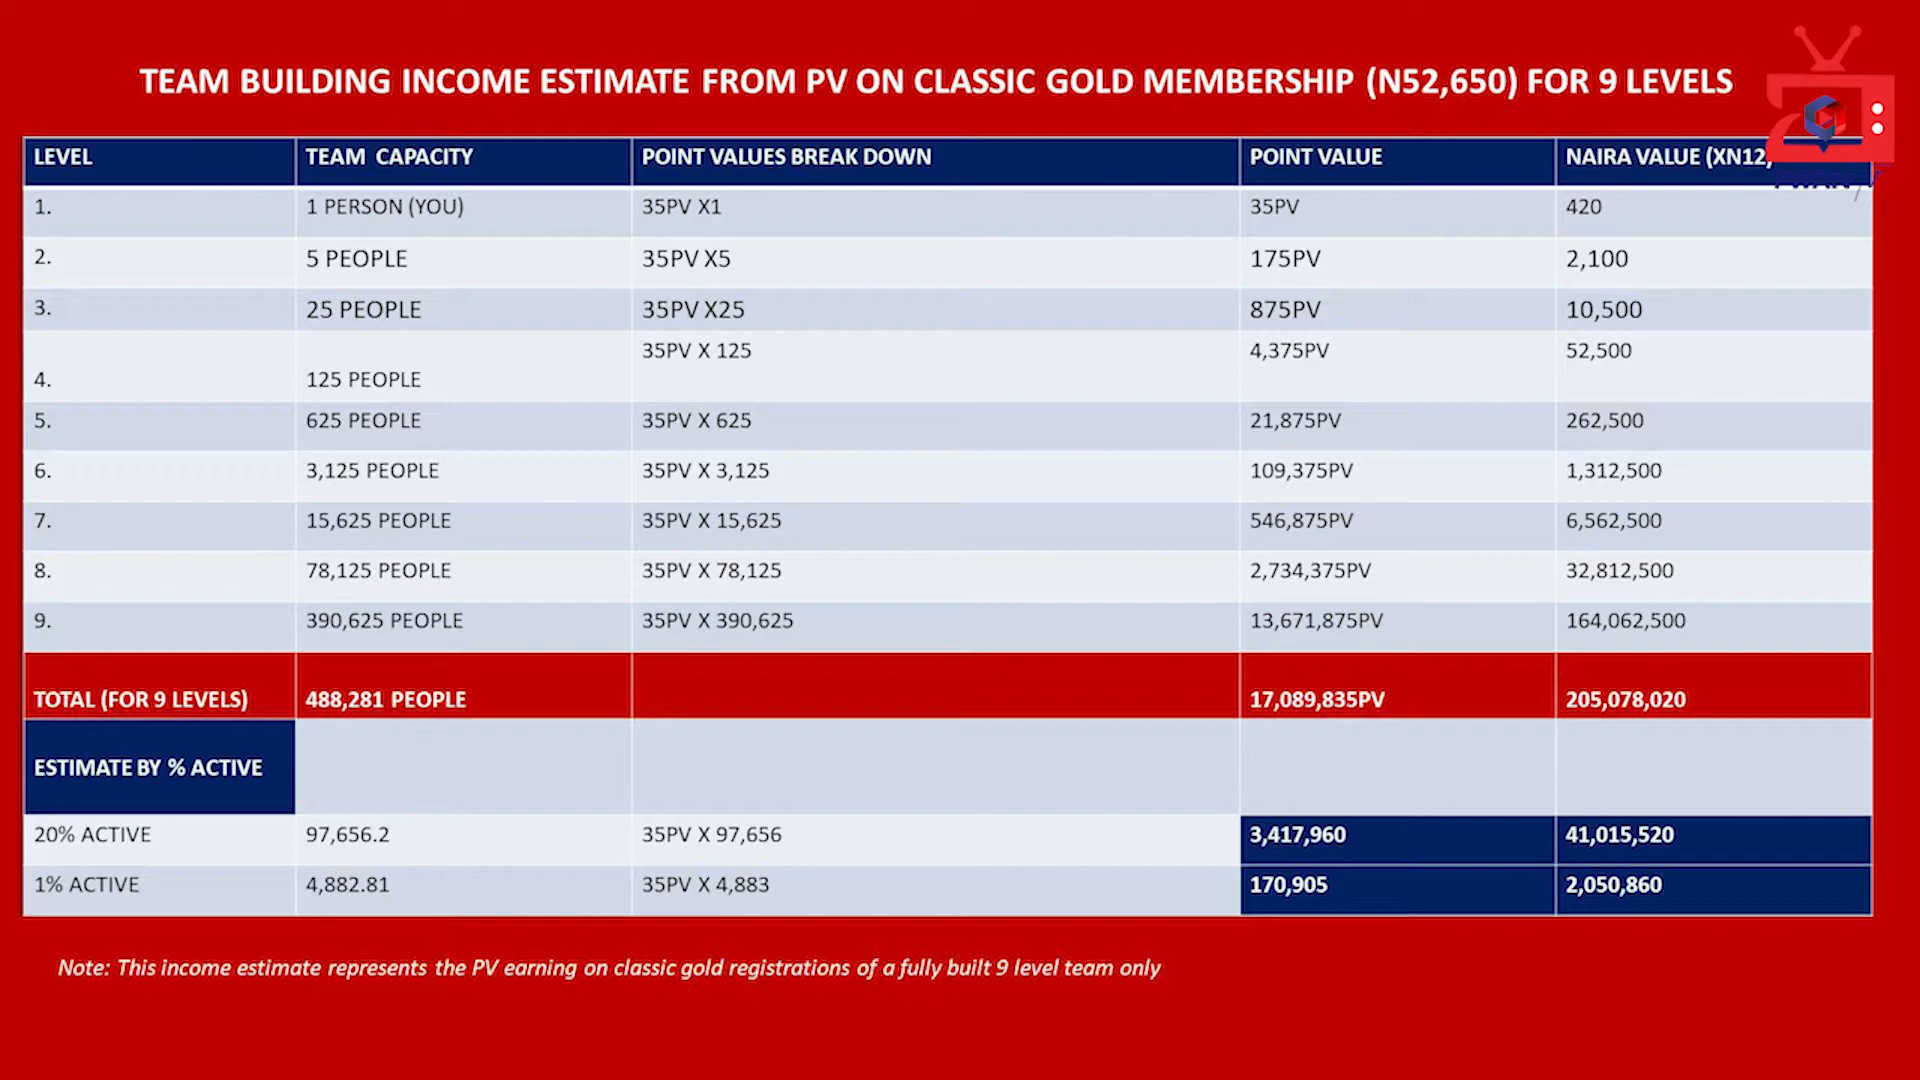 TEAM BUILDING INCOME ESTIMATE FROM PV ON CLASSIC GOLD MEMBERSHIP (N52,650) FOR 9 LEVELS
LEVEL TEAM CAPACITY POINT VALUES BREAK DOWN POINT VALUE NAIRA VALUE (XN12)
1. 1 PERSON (YOU) 35PV X1 35PV 420
2. 5 PEOPLE 35PV X5 175PV 2,100
3. 25 PEOPLE 35PV X25 875PV 10,500
4. 125 PEOPLE 35PV X 125 4,375PV 52,500
5. 625 PEOPLE 35PV X 625 21,875PV 262,500
6. 3,125 PEOPLE 35PV X 3,125 109,375PV 1,312,500
7. 15,625 PEOPLE 35PV X 15,625 546,875PV 6,562,500
8. 78,125 PEOPLE 35PV X 78,125 2,734,375PV 32,812,500
9. 390,625 PEOPLE 35PV X 390,625 13,671,875PV 164,062,500
TOTAL (FOR 9 LEVELS) 488,281 PEOPLE 17,089,835PV 205,078,020
ESTIMATE BY % ACTIVE
20% ACTIVE 97,656.2 35PV X 97,656 3,417,960 41,015,520
1% ACTIVE 4,882.81 35PV X 4,883 170,905 2,050,860
Note: This income estimate represents the PV earning on classic gold registrations of a fully built 9 level team only